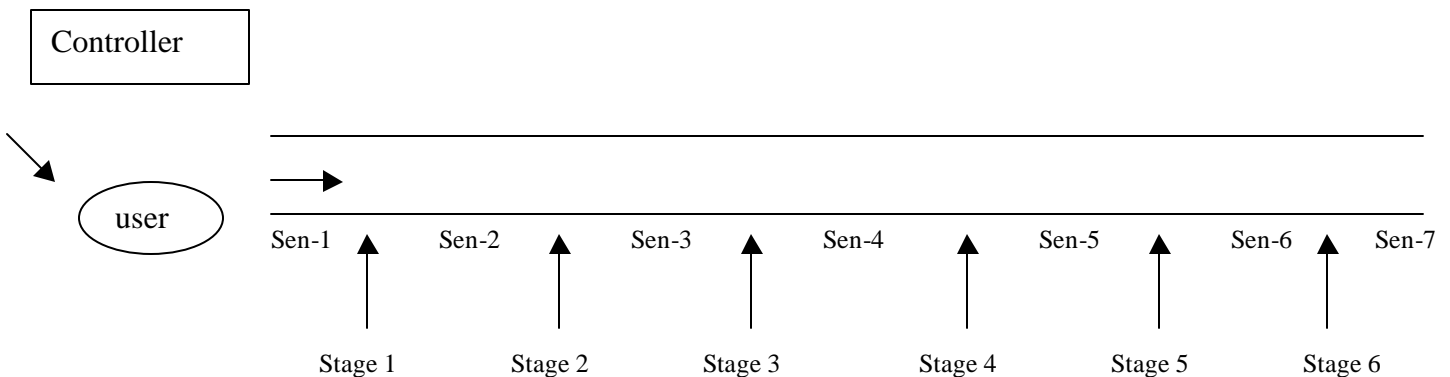 Controller
user
Sen-1 Sen-2 Sen-3 Sen-4 Sen-5 Sen-6 Sen-7
Stage 1 Stage 2 Stage 3 Stage 4 Stage 5 Stage 6